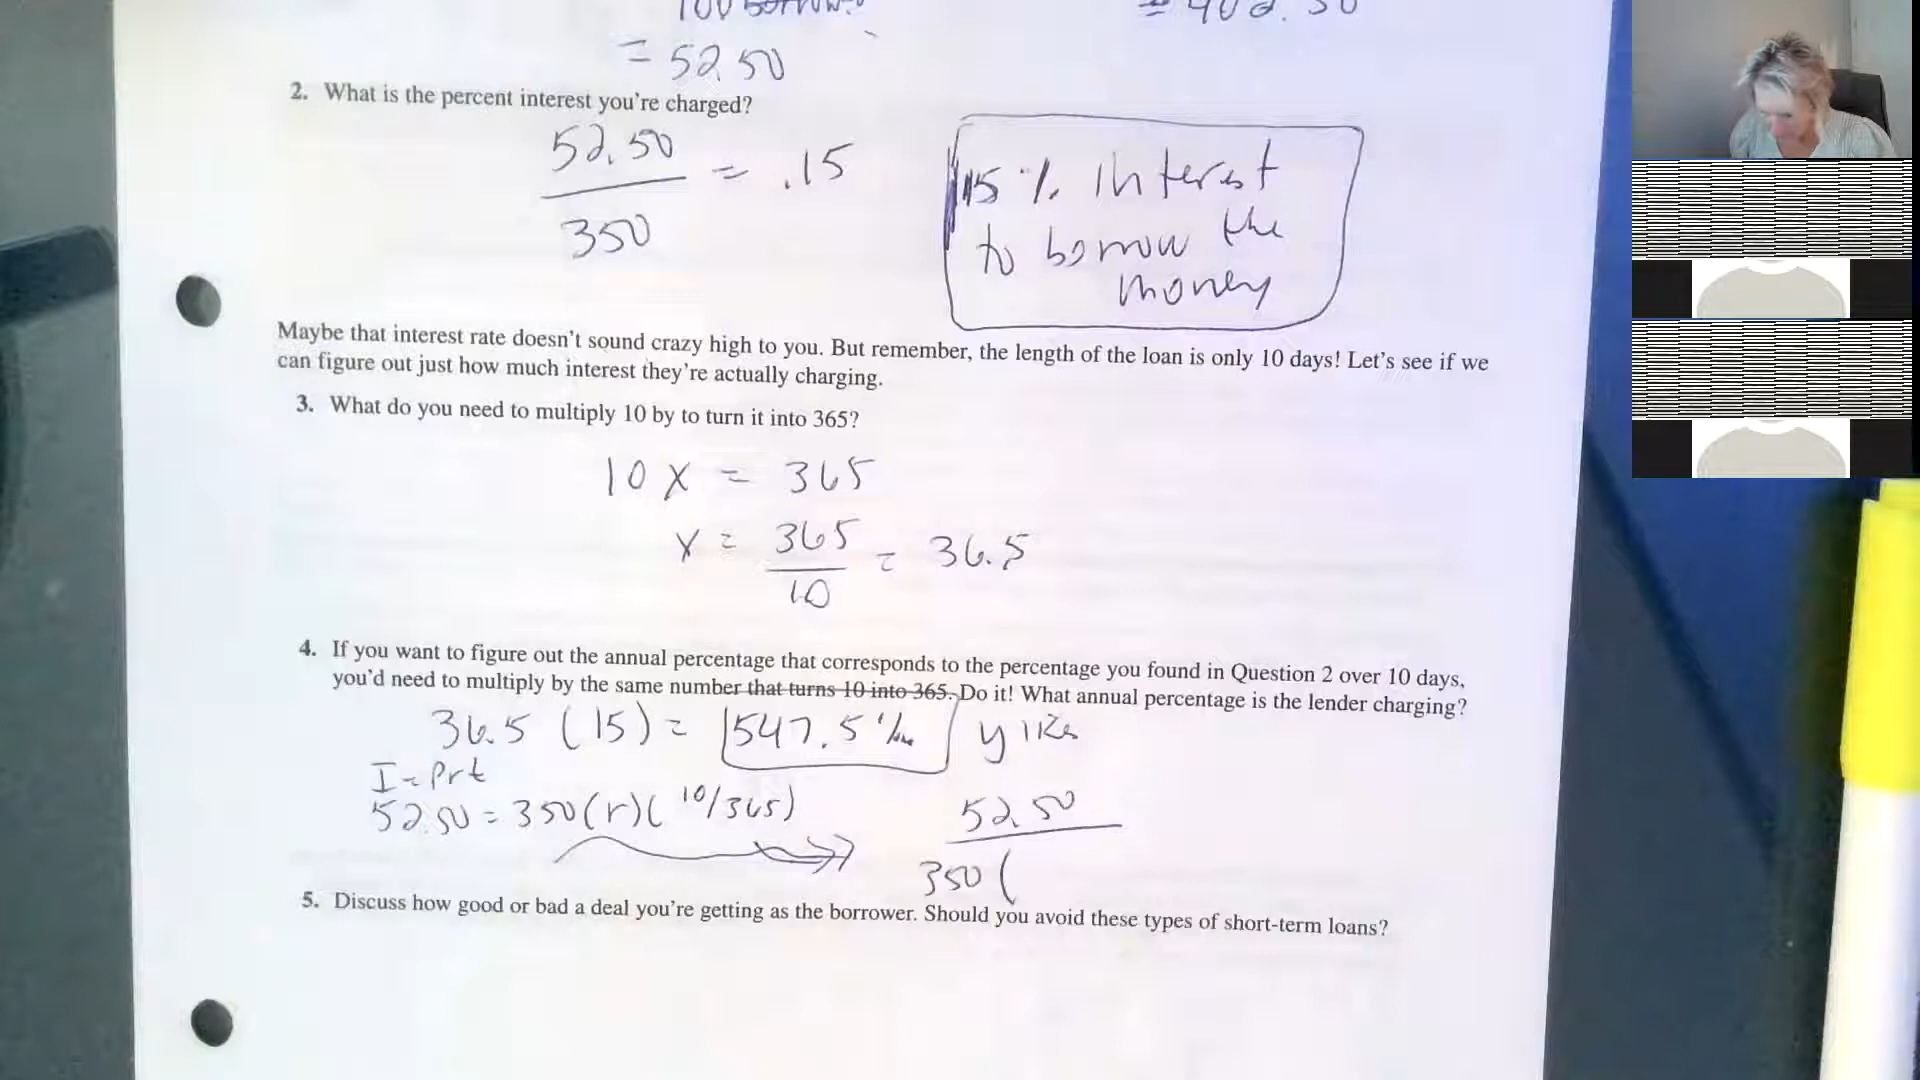 100 borrow
= 402.50
= 52.50
2. What is the percent interest you're charged?
52.50 / 350 = .15
15% interest
to borrow the
money
Maybe that interest rate doesn't sound crazy high to you. But remember, the length of the loan is only 10 days! Let's see if we
can figure out just how much interest they're actually charging.
3. What do you need to multiply 10 by to turn it into 365?
10 x = 365
x = 365 / 10 = 36.5
4. If you want to figure out the annual percentage that corresponds to the percentage you found in Question 2 over 10 days,
you'd need to multiply by the same number that turns 10 into 365. Do it! What annual percentage is the lender charging?
36.5 (15) = 547.5% yikes
I = Prt
52.50 = 350(r)(10/365)
52.50
350(
5. Discuss how good or bad a deal you're getting as the borrower. Should you avoid these types of short-term loans?